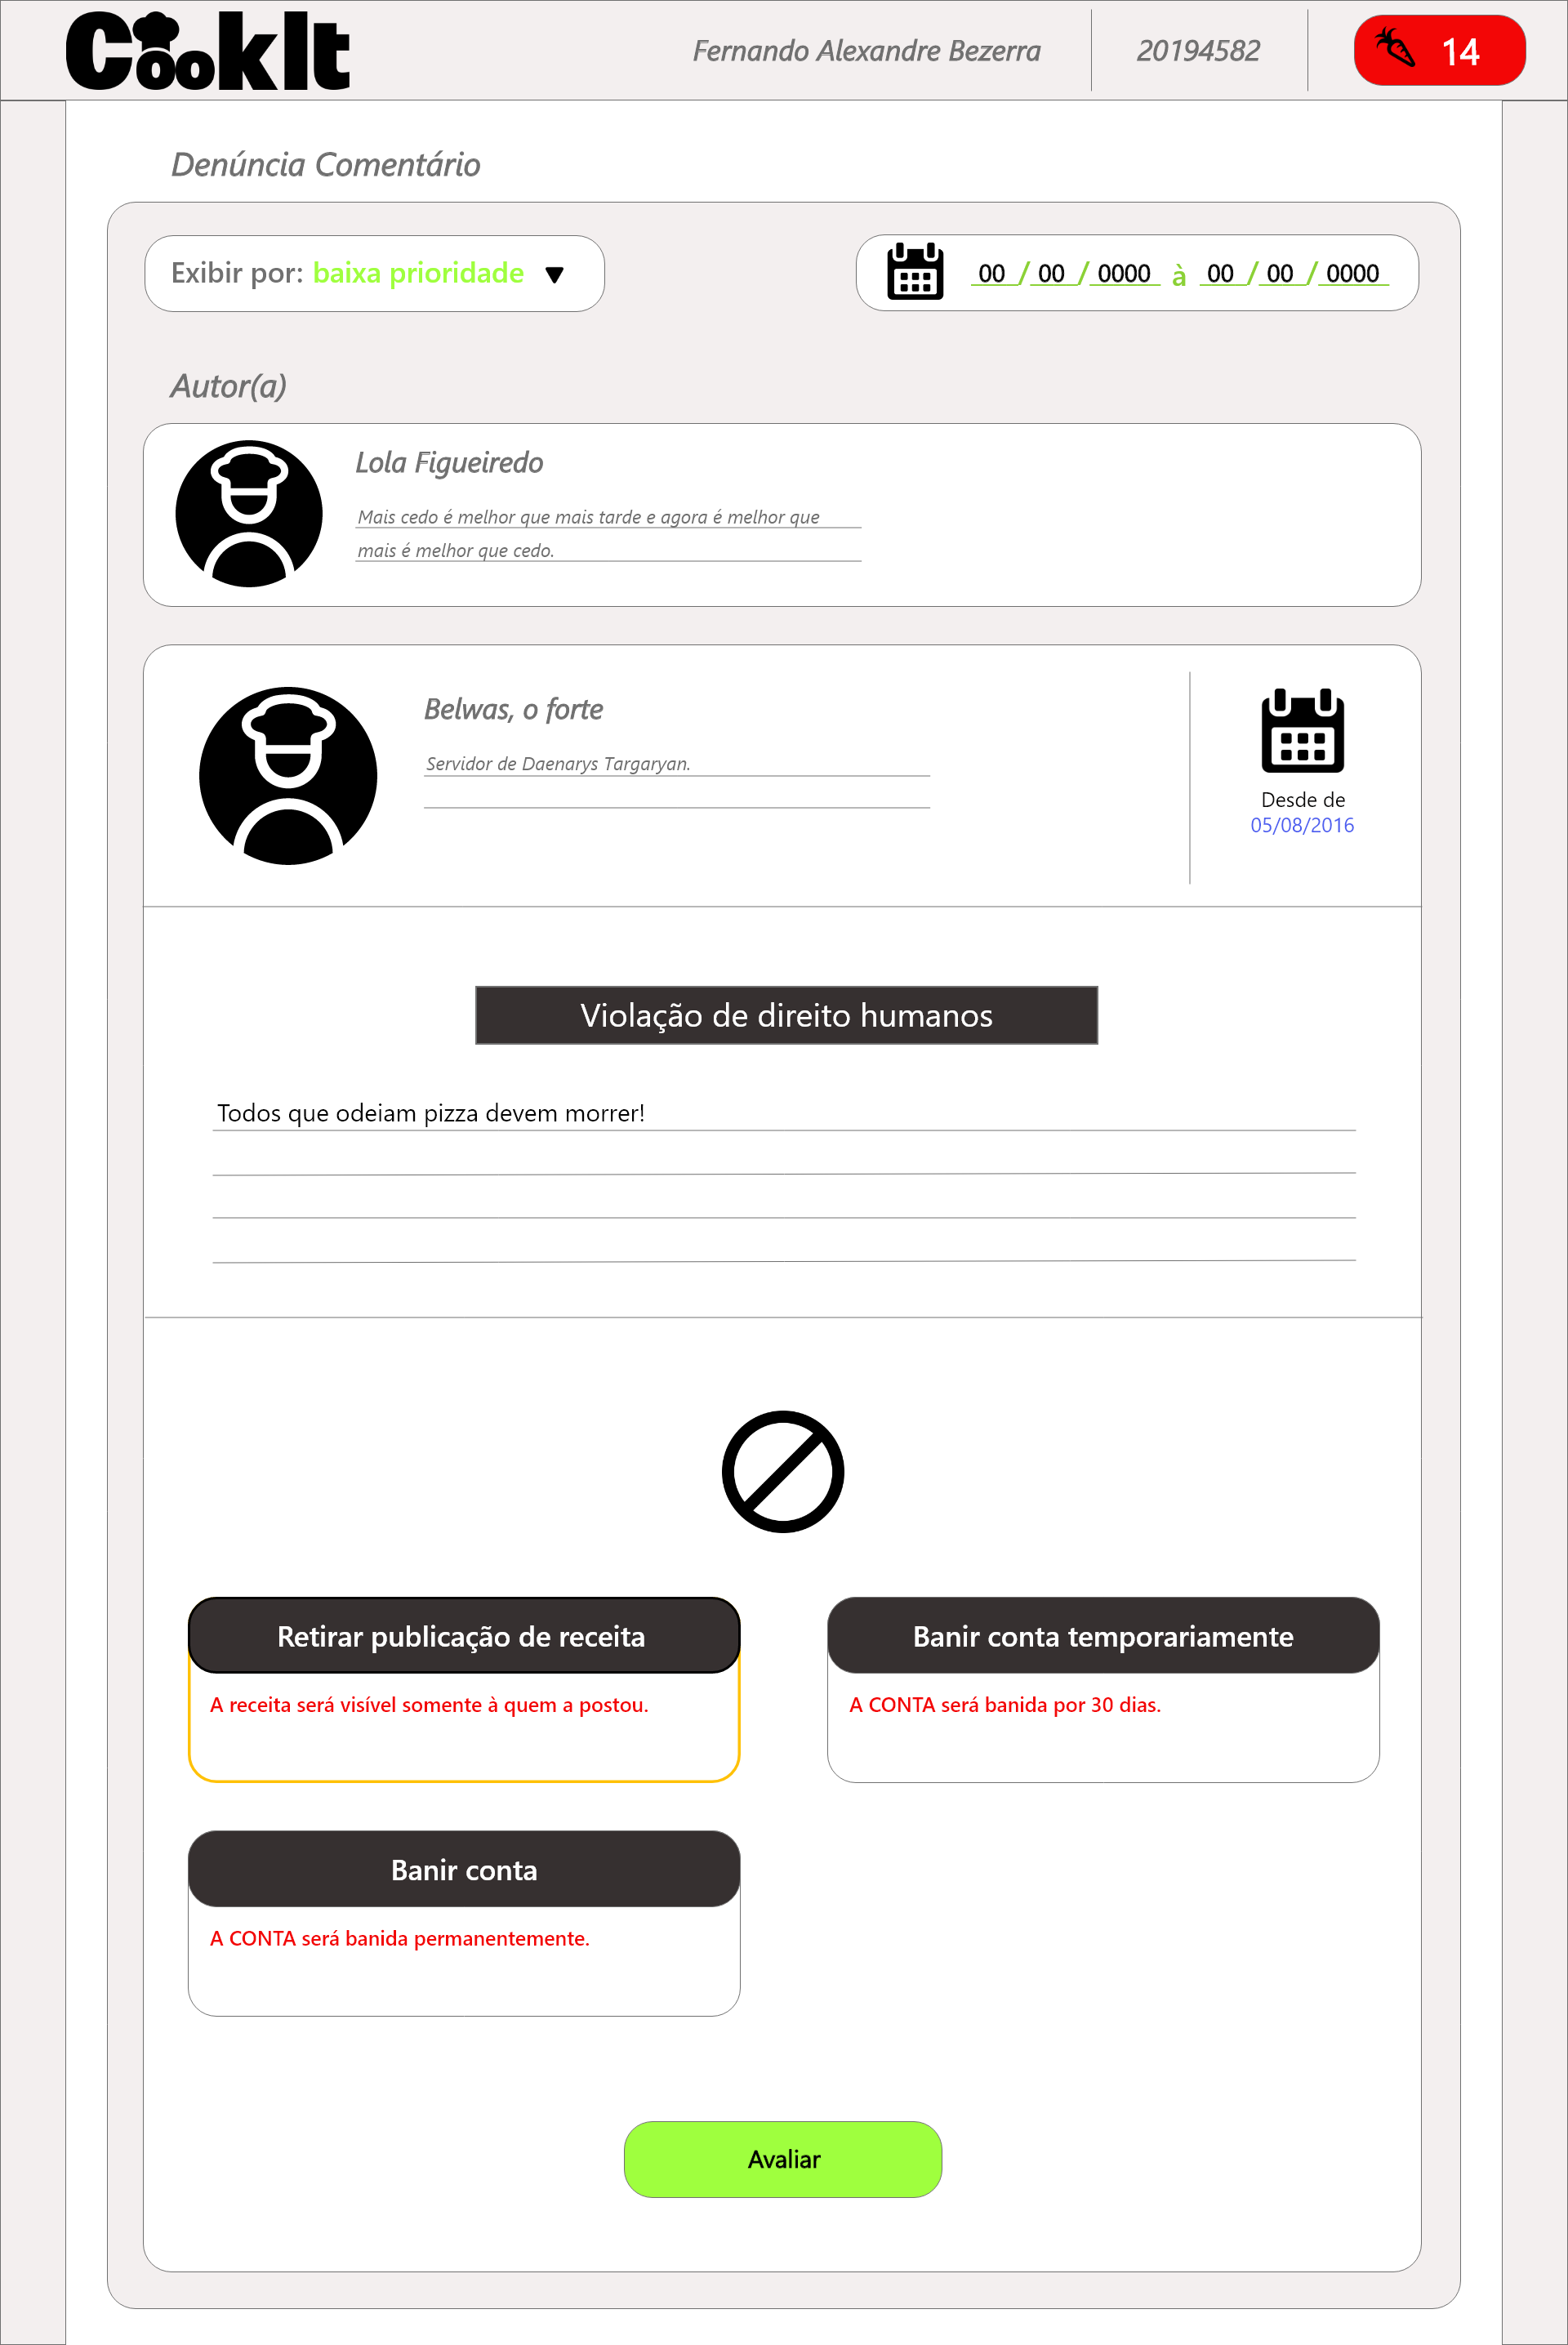 CookIt
Fernando Alexandre Bezerra
20194582
14
Denúncia Comentário
Exibir por: baixa prioridade
00 / 00 / 0000 à 00 / 00 / 0000
Autor(a)
Lola Figueiredo
Mais cedo é melhor que mais tarde e agora é melhor que
mais é melhor que cedo.
Belwas, o forte
Servidor de Daenarys Targaryan.
Desde de
05/08/2016
Violação de direito humanos
Todos que odeiam pizza devem morrer!
Retirar publicação de receita
A receita será visível somente à quem a postou.
Banir conta temporariamente
A CONTA será banida por 30 dias.
Banir conta
A CONTA será banida permanentemente.
Avaliar